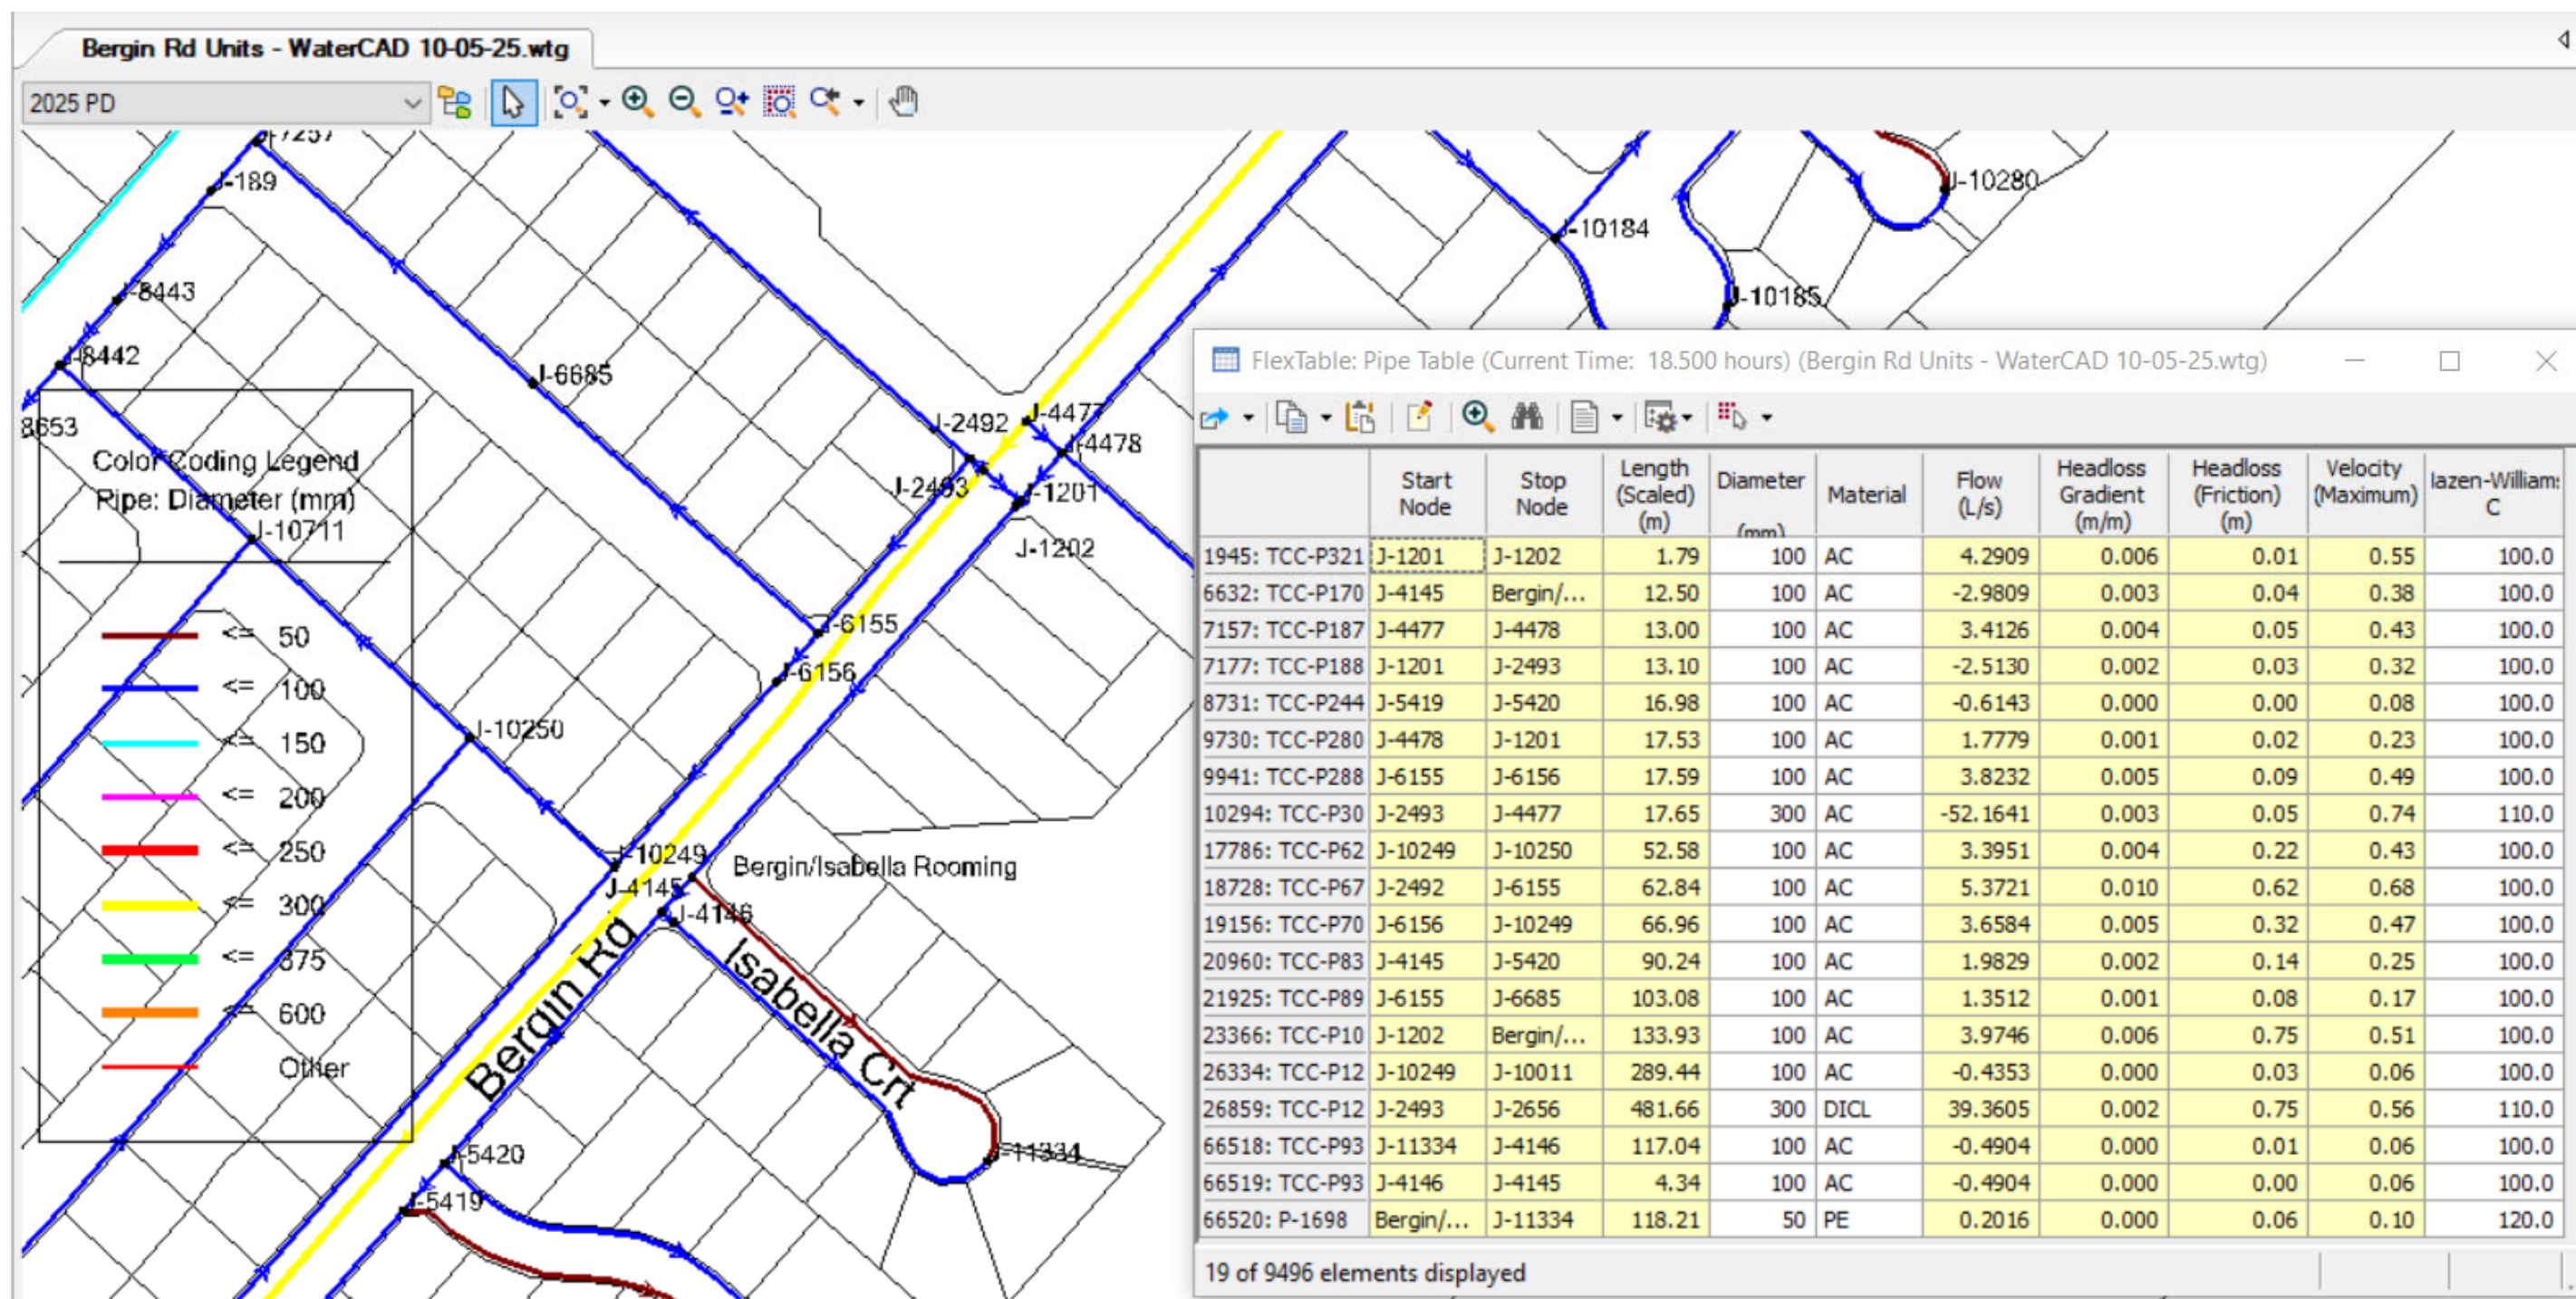 Bergin Rd Units - WaterCAD 10-05-25.wtg
2025 PD
J-7257
J-189
J-8443
J-8442
8653
J-6685
J-2492
J-4477
J-4478
J-2493
J-1201
J-1202
J-10184
J-10185
J-10280
Color Coding Legend
Pipe: Diameter (mm)
J-10711
<= 50
<= 100
<= 150
<= 200
<= 250
<= 300
<= 375
<= 600
Other
J-6155
J-6156
J-10250
J-10249
J-4145
J-4146
Bergin/Isabella Rooming
Bergin Rd
Isabella Crt
J-11334
J-5420
J-5419
FlexTable: Pipe Table (Current Time: 18.500 hours) (Bergin Rd Units - WaterCAD 10-05-25.wtg)
Start Node Stop Node Length (Scaled) (m) Diameter (mm) Material Flow (L/s) Headloss Gradient (m/m) Headloss (Friction) (m) Velocity (Maximum) lazen-William: C
1945: TCC-P321 J-1201 J-1202 1.79 100 AC 4.2909 0.006 0.01 0.55 100.0
6632: TCC-P170 J-4145 Bergin/... 12.50 100 AC -2.9809 0.003 0.04 0.38 100.0
7157: TCC-P187 J-4477 J-4478 13.00 100 AC 3.4126 0.004 0.05 0.43 100.0
7177: TCC-P188 J-1201 J-2493 13.10 100 AC -2.5130 0.002 0.03 0.32 100.0
8731: TCC-P244 J-5419 J-5420 16.98 100 AC -0.6143 0.000 0.00 0.08 100.0
9730: TCC-P280 J-4478 J-1201 17.53 100 AC 1.7779 0.001 0.02 0.23 100.0
9941: TCC-P288 J-6155 J-6156 17.59 100 AC 3.8232 0.005 0.09 0.49 100.0
10294: TCC-P30 J-2493 J-4477 17.65 300 AC -52.1641 0.003 0.05 0.74 110.0
17786: TCC-P62 J-10249 J-10250 52.58 100 AC 3.3951 0.004 0.22 0.43 100.0
18728: TCC-P67 J-2492 J-6155 62.84 100 AC 5.3721 0.010 0.62 0.68 100.0
19156: TCC-P70 J-6156 J-10249 66.96 100 AC 3.6584 0.005 0.32 0.47 100.0
20960: TCC-P83 J-4145 J-5420 90.24 100 AC 1.9829 0.002 0.14 0.25 100.0
21925: TCC-P89 J-6155 J-6685 103.08 100 AC 1.3512 0.001 0.08 0.17 100.0
23366: TCC-P10 J-1202 Bergin/... 133.93 100 AC 3.9746 0.006 0.75 0.51 100.0
26334: TCC-P12 J-10249 J-10011 289.44 100 AC -0.4353 0.000 0.03 0.06 100.0
26859: TCC-P12 J-2493 J-2656 481.66 300 DICL 39.3605 0.002 0.75 0.56 110.0
66518: TCC-P93 J-11334 J-4146 117.04 100 AC -0.4904 0.000 0.01 0.06 100.0
66519: TCC-P93 J-4146 J-4145 4.34 100 AC -0.4904 0.000 0.00 0.06 100.0
66520: P-1698 Bergin/... J-11334 118.21 50 PE 0.2016 0.000 0.06 0.10 120.0
19 of 9496 elements displayed